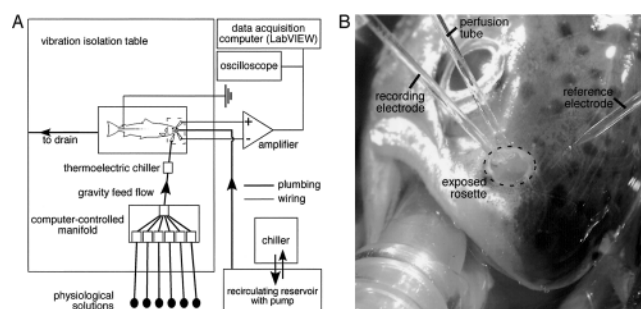 A
vibration isolation table
data acquisition
computer (LabVIEW)
oscilloscope
+
-
amplifier
to drain
thermoelectric chiller
gravity feed flow
plumbing
wiring
computer-controlled
manifold
chiller
physiological
solutions
recirculating reservoir
with pump
B
perfusion
tube
recording
electrode
reference
electrode
exposed
rosette